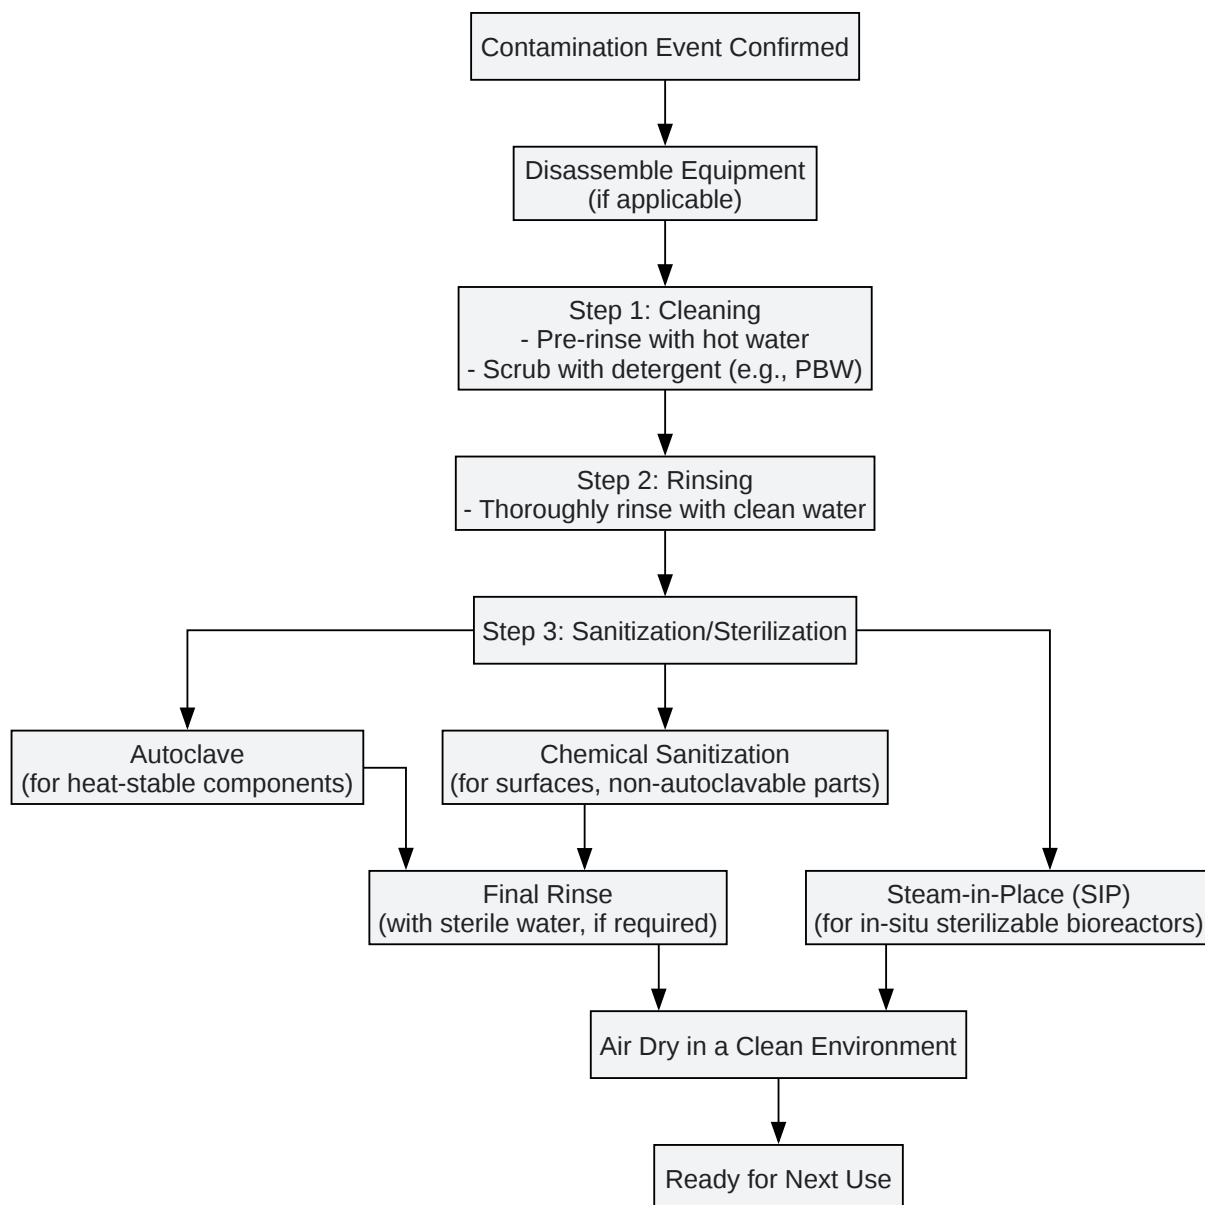 Contamination Event Confirmed
Disassemble Equipment
(if applicable)
Step 1: Cleaning
- Pre-rinse with hot water
- Scrub with detergent (e.g., PBW)
Step 2: Rinsing
- Thoroughly rinse with clean water
Step 3: Sanitization/Sterilization
Autoclave
(for heat-stable components)
Chemical Sanitization
(for surfaces, non-autoclavable parts)
Final Rinse
(with sterile water, if required)
Steam-in-Place (SIP)
(for in-situ sterilizable bioreactors)
Air Dry in a Clean Environment
Ready for Next Use